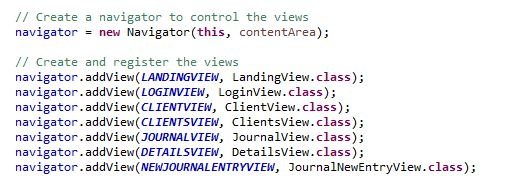 // Create a navigator to control the views
navigator = new Navigator(this, contentArea);
// Create and register the views
navigator.addView(LANDINGVIEW, LandingView.class);
navigator.addView(LOGINVIEW, LoginView.class);
navigator.addView(CLIENTVIEW, ClientView.class);
navigator.addView(CLIENTSVIEW, ClientsView.class);
navigator.addView(JOURNALVIEW, JournalView.class);
navigator.addView(DETAILSVIEW, DetailsView.class);
navigator.addView(NEWJOURNALENTRYVIEW, JournalNewEntryView.class);